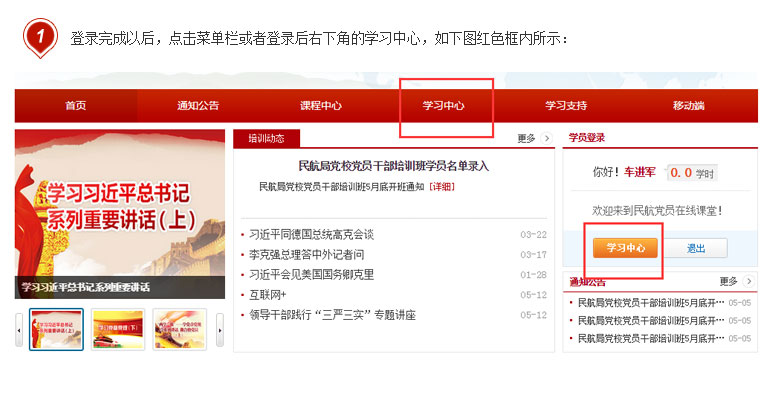 1
登录完成以后，点击菜单栏或者登录后右下角的学习中心，如下图红色框内所示：
首页 通知公告 课程中心 学习中心 学习支持 移动端
学习习近平总书记
系列重要讲话（上）
学习习近平总书记系列重要讲话
培训动态 更多
民航局党校党员干部培训班学员名单录入
民航局党校党员干部培训班5月底开班通知【详细】
习近平同德国总统高克会谈 03-22
李克强总理答中外记者问 03-17
习近平会见美国国务卿克里 01-28
互联网+ 05-12
领导干部践行“三严三实”专题讲座 05-12
学员登录
你好！车进军 0.0 学时
欢迎来到民航党员在线课堂！
学习中心 退出
通知公告 更多
民航局党校党员干部培训班5月底开… 05-05
民航局党校党员干部培训班5月底开… 05-05
民航局党校党员干部培训班5月底开… 05-05